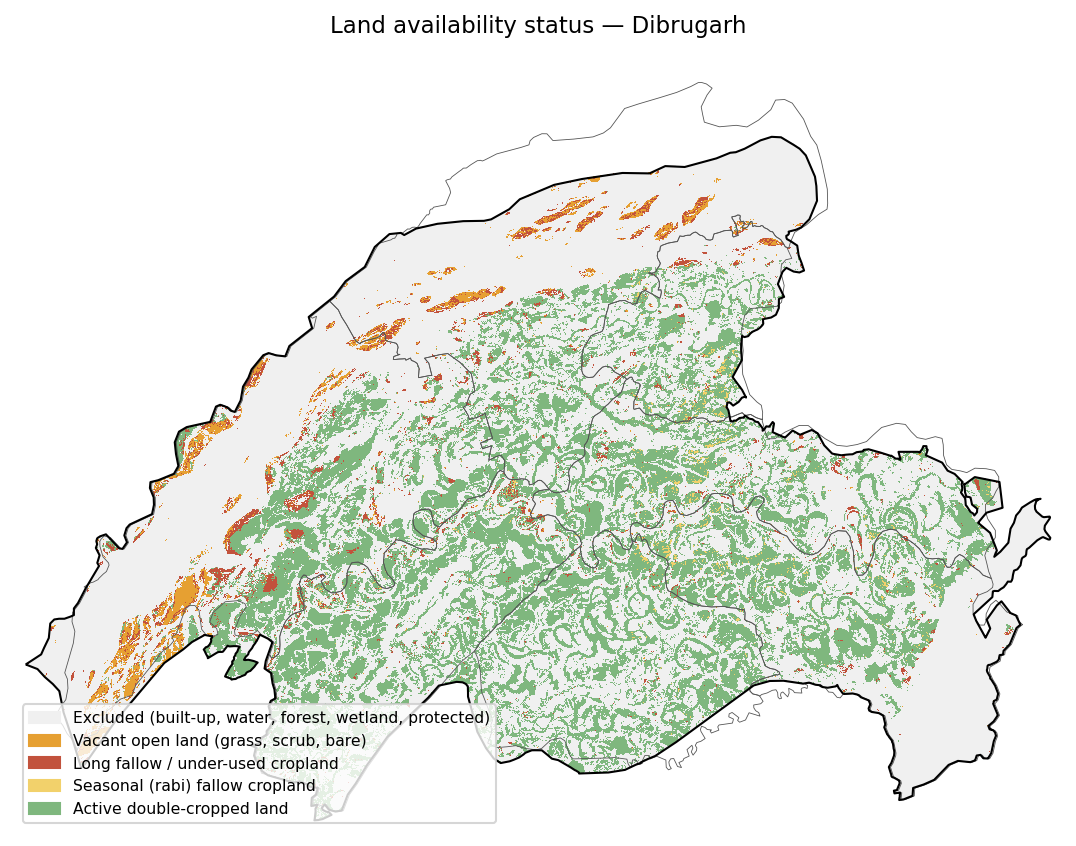 Land availability status — Dibrugarh
Excluded (built-up, water, forest, wetland, protected)
Vacant open land (grass, scrub, bare)
Long fallow / under-used cropland
Seasonal (rabi) fallow cropland
Active double-cropped land